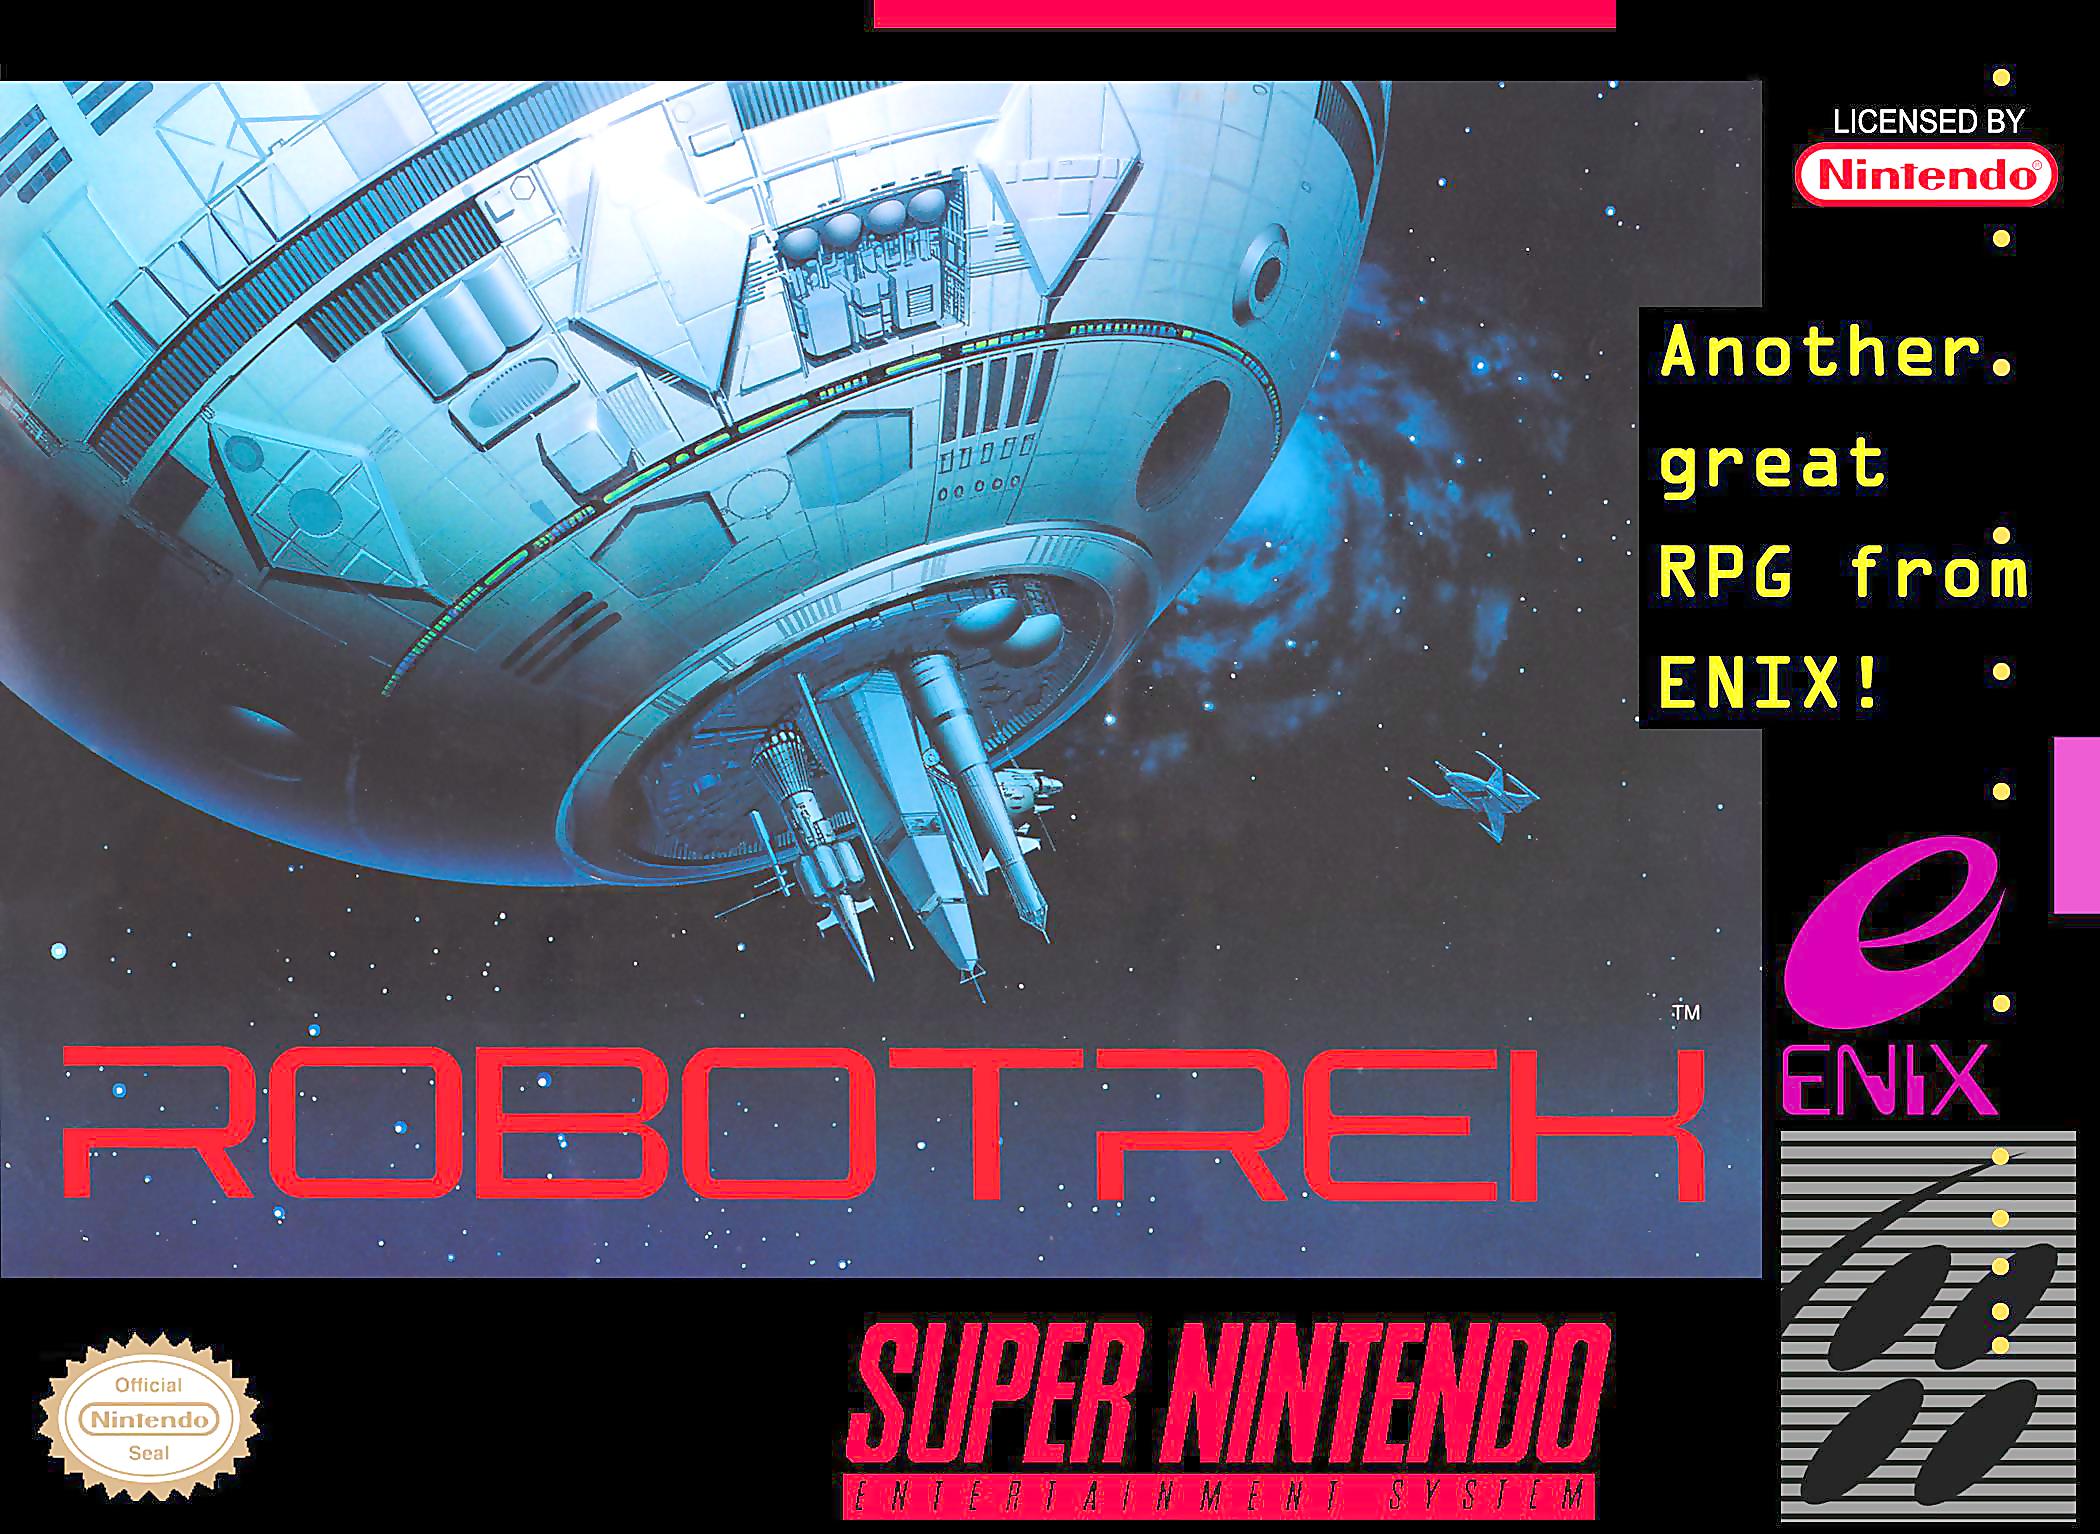 LICENSED BY
Nintendo®
Another
great
RPG from
ENIX!
e
ENIX
TM
ROBOTREK
Official
Nintendo
Seal
SUPER NINTENDO
ENTERTAINMENT SYSTEM